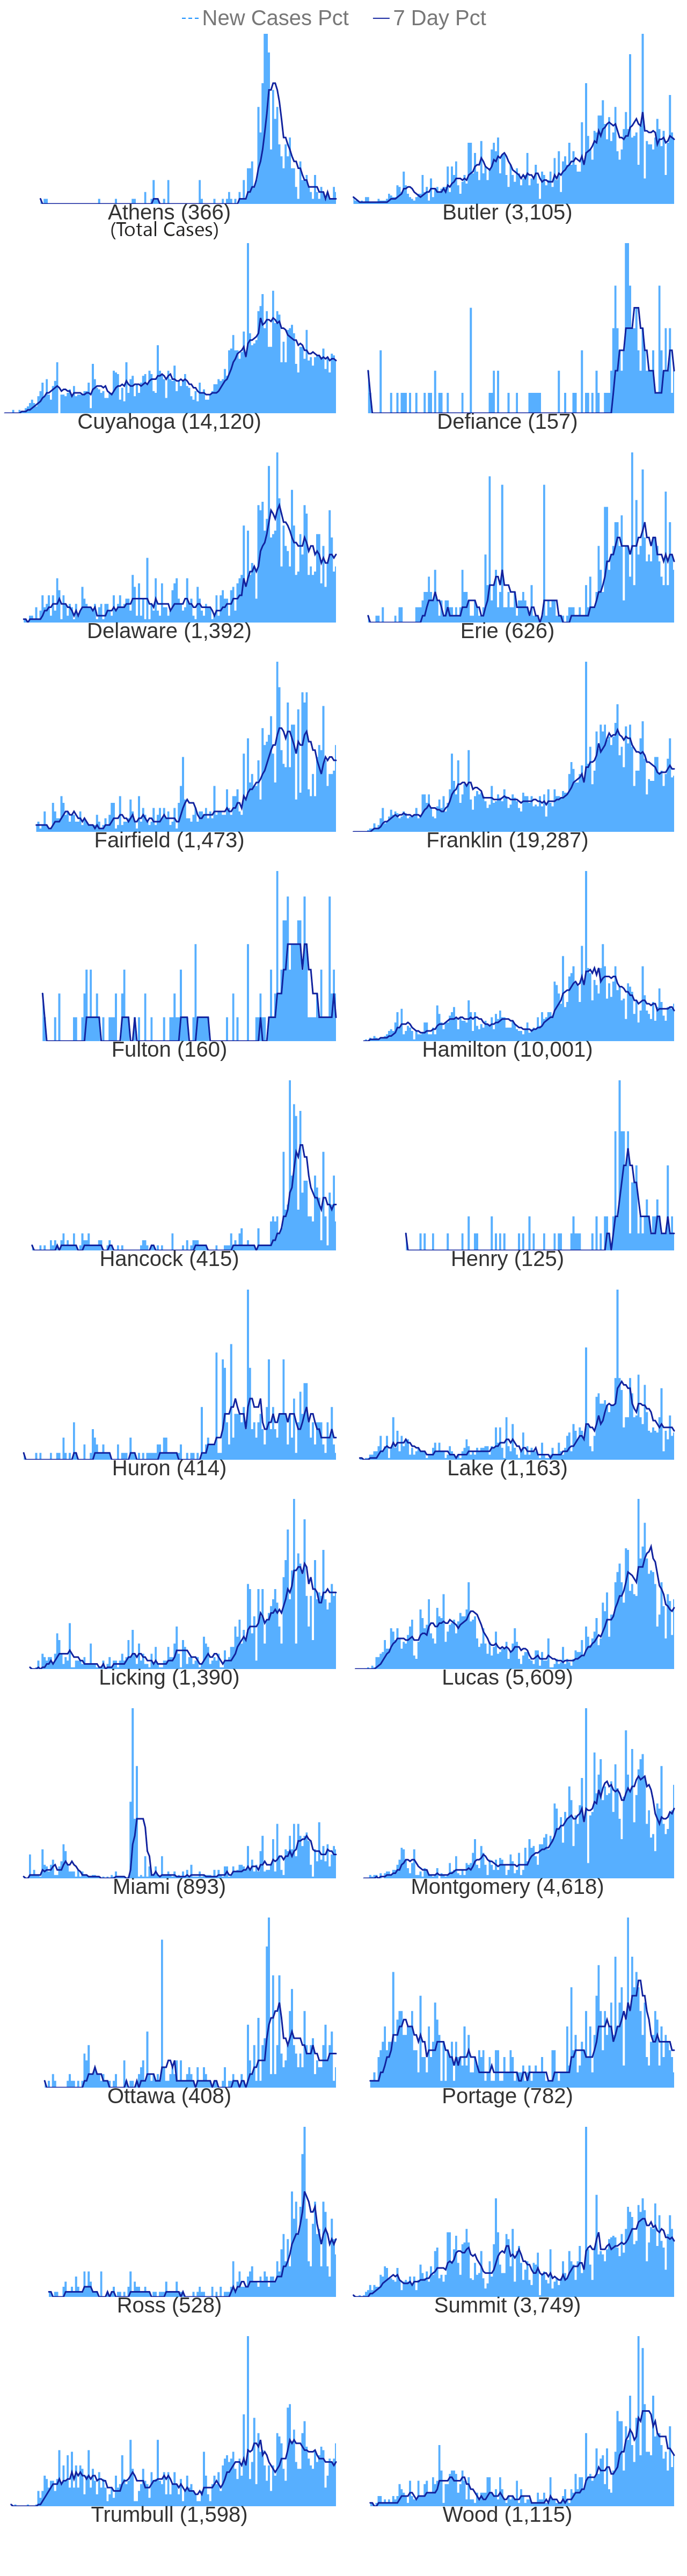 New Cases Pct 7 Day Pct
Athens (366) Butler (3,105)
(Total Cases)
Cuyahoga (14,120) Defiance (157)
Delaware (1,392) Erie (626)
Fairfield (1,473) Franklin (19,287)
Fulton (160) Hamilton (10,001)
Hancock (415) Henry (125)
Huron (414) Lake (1,163)
Licking (1,390) Lucas (5,609)
Miami (893) Montgomery (4,618)
Ottawa (408) Portage (782)
Ross (528) Summit (3,749)
Trumbull (1,598) Wood (1,115)